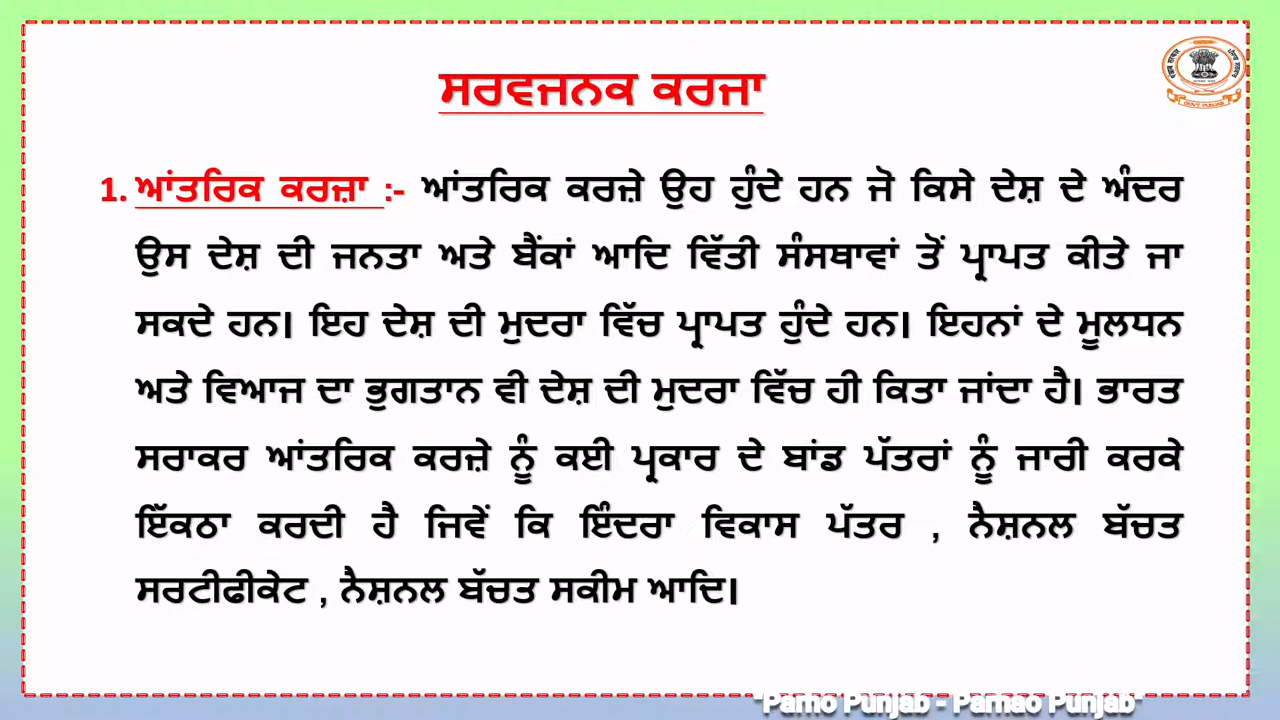 ਸਰਵਜਨਕ ਕਰਜਾ
1. ਆਂਤਰਿਕ ਕਰਜ਼ਾ :- ਆਂਤਰਿਕ ਕਰਜ਼ੇ ਉਹ ਹੁੰਦੇ ਹਨ ਜੋ ਕਿਸੇ ਦੇਸ਼ ਦੇ ਅੰਦਰ
ਉਸ ਦੇਸ਼ ਦੀ ਜਨਤਾ ਅਤੇ ਬੈਂਕਾਂ ਆਦਿ ਵਿੱਤੀ ਸੰਸਥਾਵਾਂ ਤੋਂ ਪ੍ਰਾਪਤ ਕੀਤੇ ਜਾ
ਸਕਦੇ ਹਨ। ਇਹ ਦੇਸ਼ ਦੀ ਮੁਦਰਾ ਵਿੱਚ ਪ੍ਰਾਪਤ ਹੁੰਦੇ ਹਨ। ਇਹਨਾਂ ਦੇ ਮੂਲਧਨ
ਅਤੇ ਵਿਆਜ ਦਾ ਭੁਗਤਾਨ ਵੀ ਦੇਸ਼ ਦੀ ਮੁਦਰਾ ਵਿੱਚ ਹੀ ਕਿਤਾ ਜਾਂਦਾ ਹੈ। ਭਾਰਤ
ਸਰਾਕਰ ਆਂਤਰਿਕ ਕਰਜ਼ੇ ਨੂੰ ਕਈ ਪ੍ਰਕਾਰ ਦੇ ਬਾਂਡ ਪੱਤਰਾਂ ਨੂੰ ਜਾਰੀ ਕਰਕੇ
ਇੱਕਠਾ ਕਰਦੀ ਹੈ ਜਿਵੇਂ ਕਿ ਇੰਦਰਾ ਵਿਕਾਸ ਪੱਤਰ , ਨੈਸ਼ਨਲ ਬੱਚਤ
ਸਰਟੀਫੀਕੇਟ , ਨੈਸ਼ਨਲ ਬੱਚਤ ਸਕੀਮ ਆਦਿ।
GOVT PUNJAB
"Parho Punjab - Parhao Punjab"